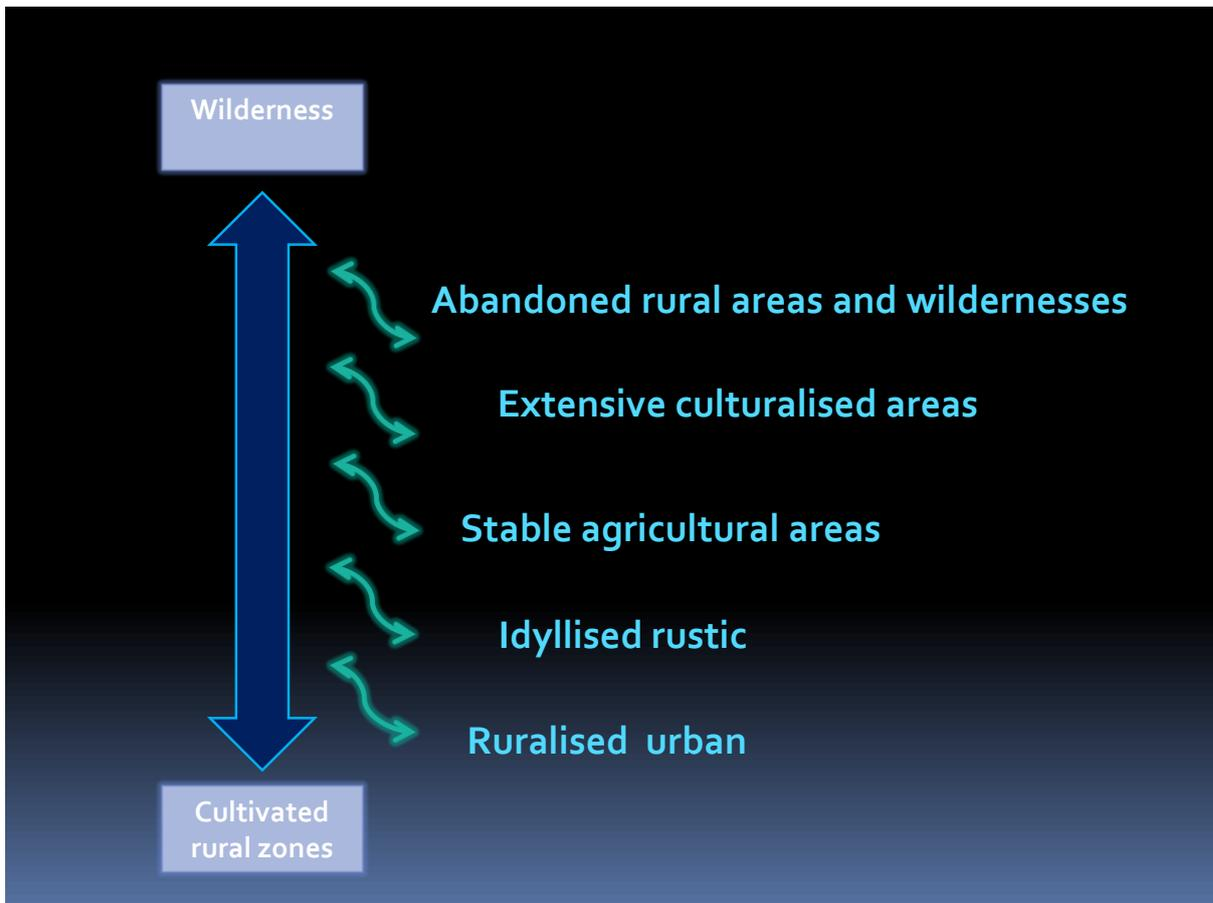 Wilderness
Abandoned rural areas and wildernesses
Extensive culturalised areas
Stable agricultural areas
Idyllised rustic
Ruralised urban
Cultivated
rural zones